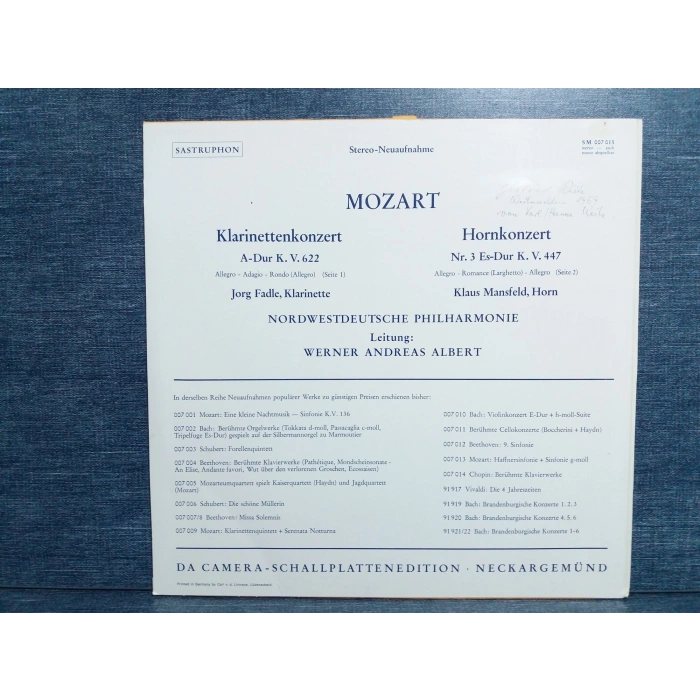 SASTRUPHON
Stereo-Neuaufnahme
SM 007 015
MOZART
Klarinettenkonzert
A-Dur K. V. 622
Allegro - Adagio - Rondo (Allegro) (Seite 1)
Jorg Fadle, Klarinette
Hornkonzert
Nr. 3 Es-Dur K. V. 447
Allegro - Romance (Larghetto) - Allegro (Seite 2)
Klaus Mansfeld, Horn
NORDWESTDEUTSCHE PHILHARMONIE
Leitung:
WERNER ANDREAS ALBERT
In derselben Reihe Neuaufnahmen populärer Werke zu günstigen Preisen erschienen bisher:
007 001 Mozart: Eine kleine Nachtmusik — Sinfonie K.V. 136
007 002 Bach: Berühmte Orgelwerke (Tokkata d-moll, Passacaglia c-moll,
Tripelfuge Es-Dur) gespielt auf der Silbermannorgel zu Marmoutier
007 003 Schubert: Forellenquintett
007 004 Beethoven: Berühmte Klavierwerke (Pathétique, Mondscheinsonate -
An Elise, Andante favori, Wut über den verlorenen Groschen, Ecossaisen)
007 005 Mozarteumquartett spielt Kaiserquartett (Haydn) und Jagdquartett
(Mozart)
007 006 Schubert: Die schöne Müllerin
007 007/8 Beethoven: Missa Solemnis
007 009 Mozart: Klarinettenquintett + Serenata Notturna
007 010 Bach: Violinkonzert E-Dur + h-moll-Suite
007 011 Berühmte Cellokonzerte (Boccherini + Haydn)
007 012 Beethoven: 9. Sinfonie
007 013 Mozart: Haffnersinfonie + Sinfonie g-moll
007 014 Chopin: Berühmte Klavierwerke
91 917 Vivaldi: Die 4 Jahreszeiten
91 919 Bach: Brandenburgische Konzerte 1, 2, 3
91 920 Bach: Brandenburgische Konzerte 4, 5, 6
91 921/22 Bach: Brandenburgische Konzerte 1-6
DA CAMERA-SCHALLPLATTENEDITION · NECKARGEMÜND
Printed in Germany by